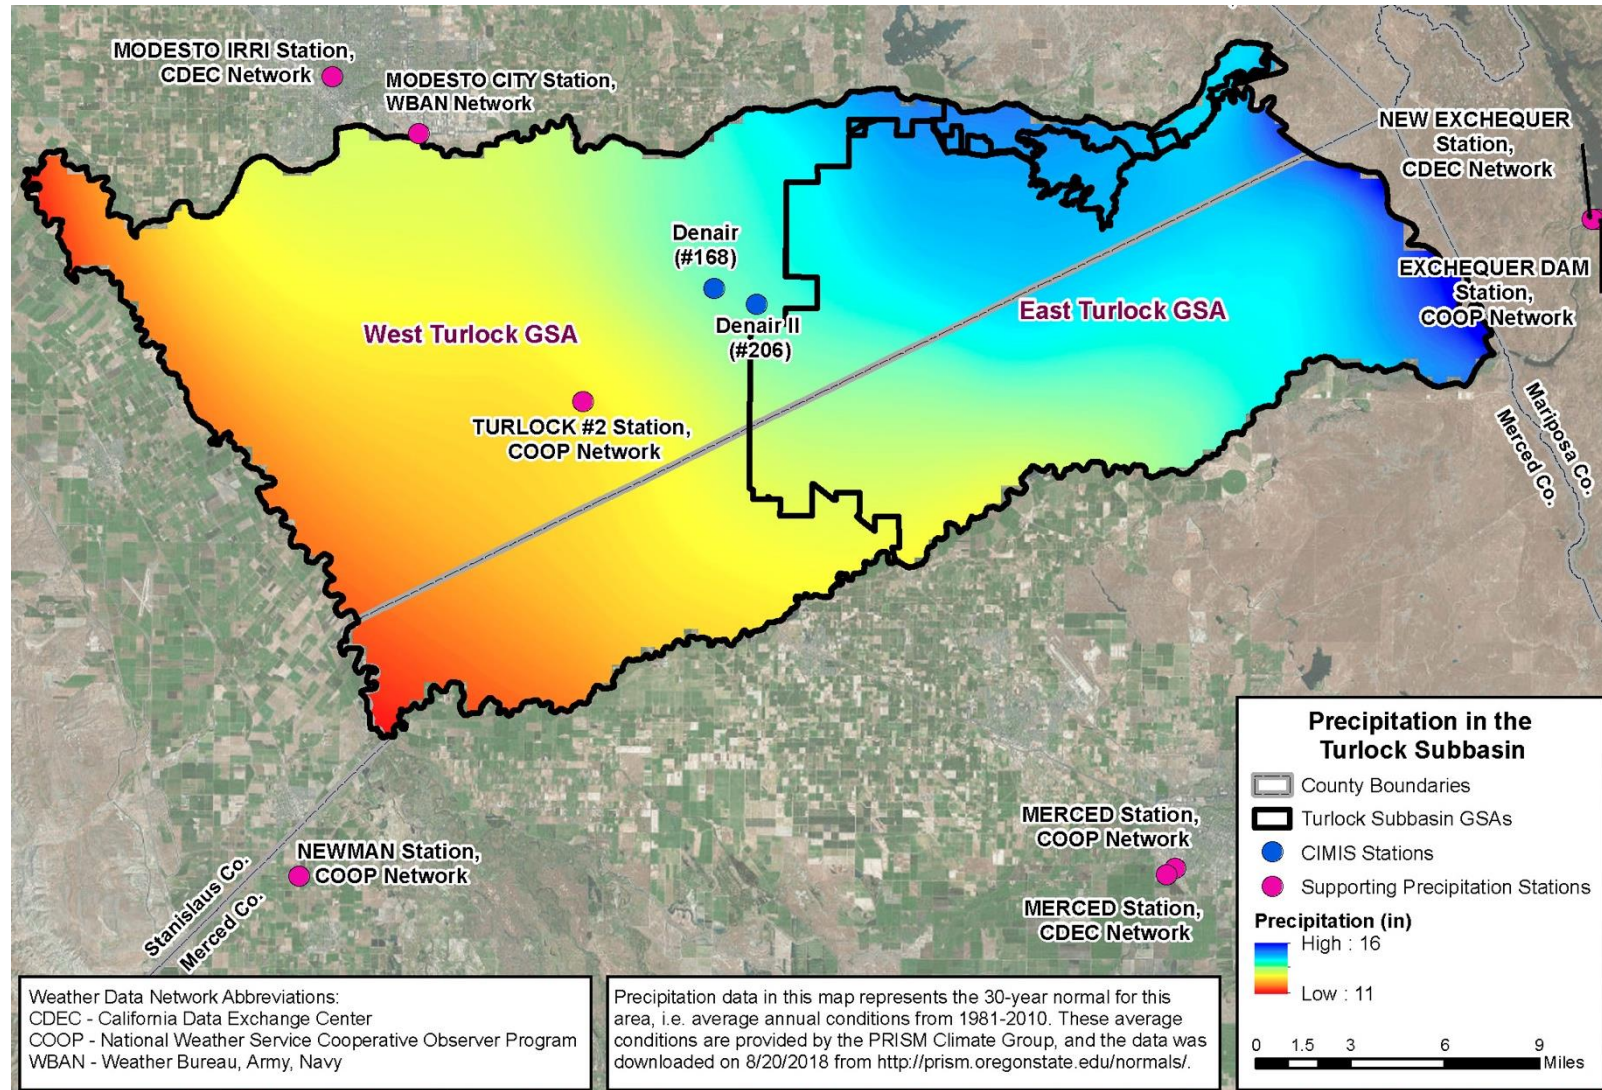 MODESTO IRRI Station,
CDEC Network
MODESTO CITY Station,
WBAN Network
NEW EXCHEQUER
Station,
CDEC Network
Denair
(#168)
EXCHEQUER DAM
Station,
COOP Network
West Turlock GSA
East Turlock GSA
Denair II
(#206)
TURLOCK #2 Station,
COOP Network
Mariposa Co.
Merced Co.
NEWMAN Station,
COOP Network
Stanislaus Co.
Merced Co.
MERCED Station,
COOP Network
MERCED Station,
CDEC Network
Precipitation in the
Turlock Subbasin
County Boundaries
Turlock Subbasin GSAs
CIMIS Stations
Supporting Precipitation Stations
Precipitation (in)
High : 16
Low : 11
0 1.5 3 6 9
Miles
Weather Data Network Abbreviations:
CDEC - California Data Exchange Center
COOP - National Weather Service Cooperative Observer Program
WBAN - Weather Bureau, Army, Navy
Precipitation data in this map represents the 30-year normal for this
area, i.e. average annual conditions from 1981-2010. These average
conditions are provided by the PRISM Climate Group, and the data was
downloaded on 8/20/2018 from http://prism.oregonstate.edu/normals/.